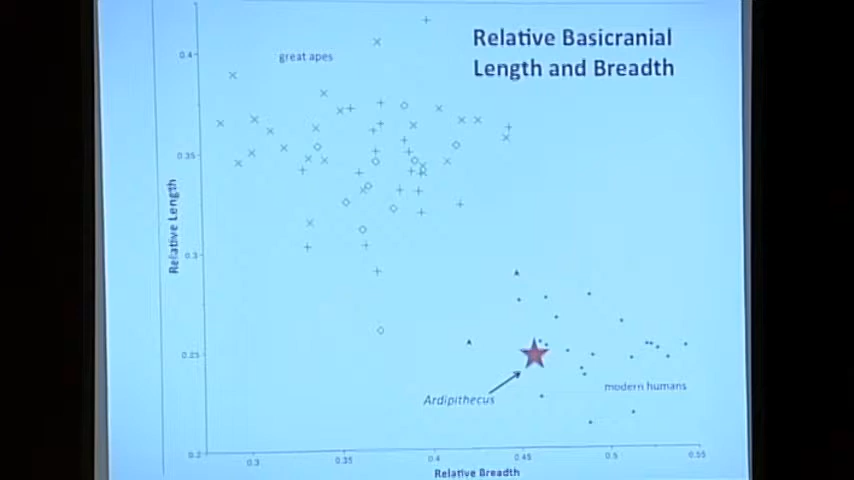 Relative Basicranial
Length and Breadth
great apes
0.4
0.35
0.3
0.25
0.2
Relative Length
Ardipithecus
modern humans
0.3
0.35
0.4
0.45
0.5
0.55
Relative Breadth